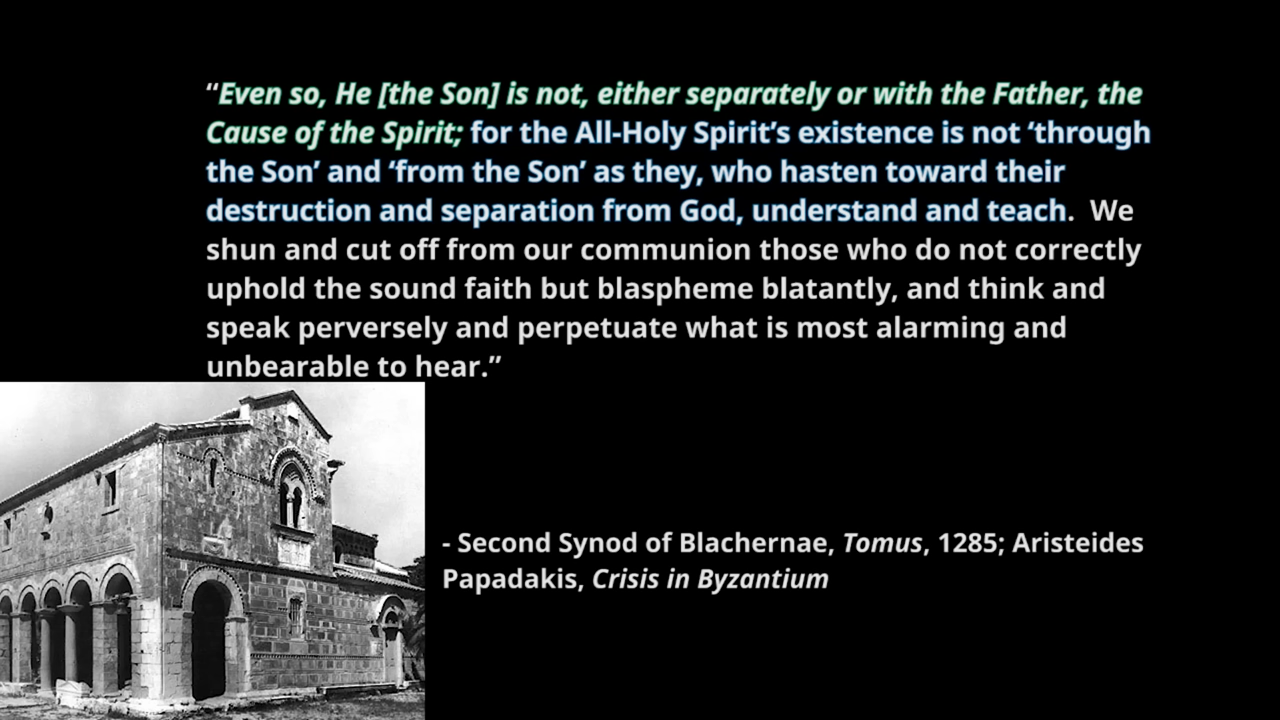 “Even so, He [the Son] is not, either separately or with the Father, the
Cause of the Spirit; for the All-Holy Spirit’s existence is not ‘through
the Son’ and ‘from the Son’ as they, who hasten toward their
destruction and separation from God, understand and teach.  We
shun and cut off from our communion those who do not correctly
uphold the sound faith but blaspheme blatantly, and think and
speak perversely and perpetuate what is most alarming and
unbearable to hear.”
- Second Synod of Blachernae, Tomus, 1285; Aristeides
Papadakis, Crisis in Byzantium